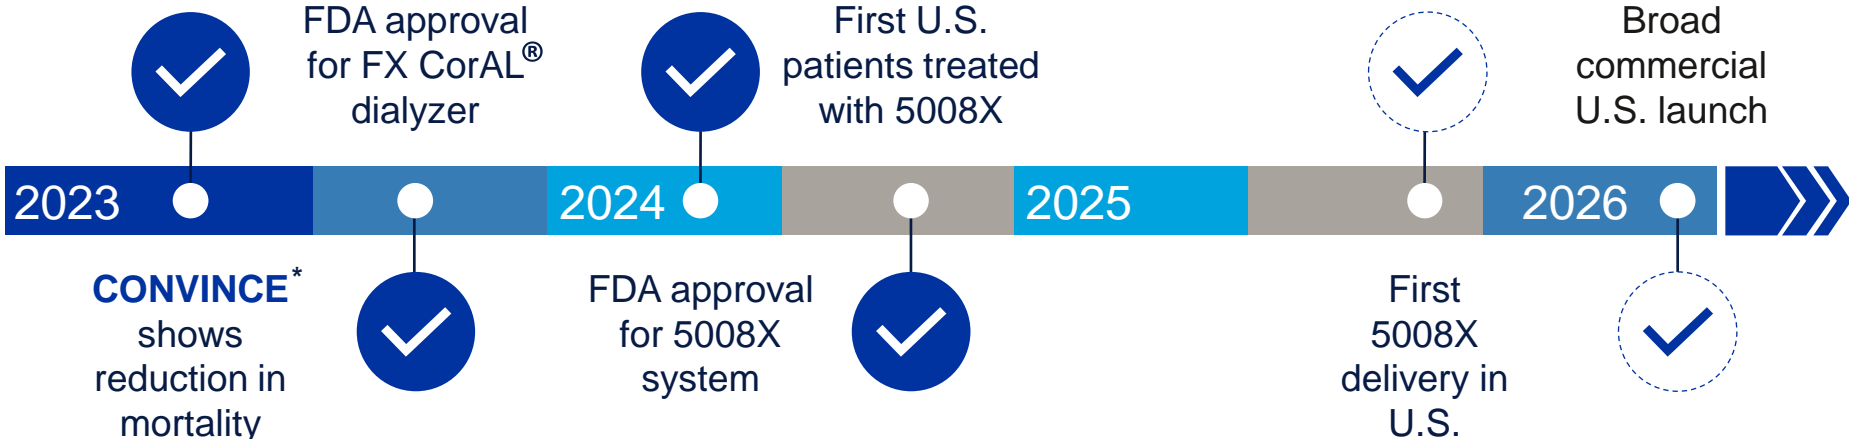 FDA approval
for FX CorAL®
dialyzer
First U.S.
patients treated
with 5008X
Broad
commercial
U.S. launch
2023
2024
2025
2026
CONVINCE*
shows
reduction in
mortality
FDA approval
for 5008X
system
First
5008X
delivery in
U.S.